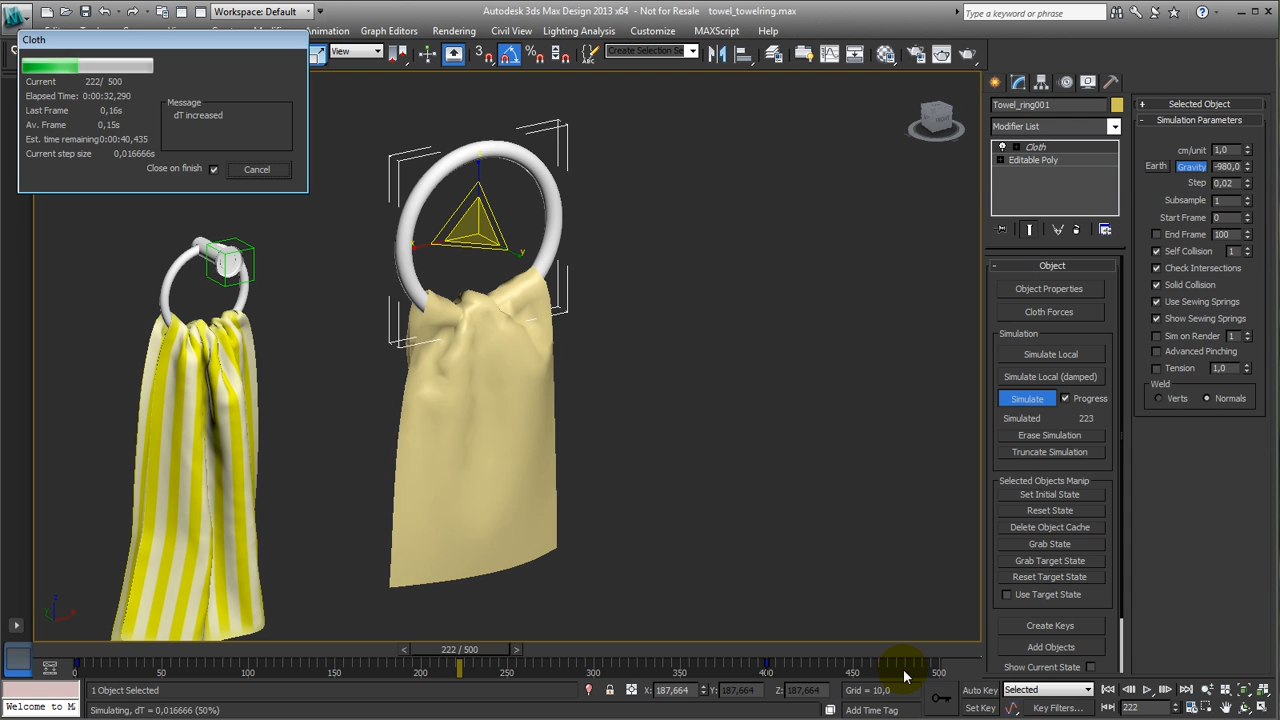 Workspace: Default
Autodesk 3ds Max Design 2013 x64 - Not for Resale towel_towelring.max
Type a keyword or phrase
Animation Graph Editors Rendering Civil View Lighting Analysis Customize MAXScript Help
Cloth
View
Create Selection Se
Current 222/ 500
Elapsed Time: 0:00:32,290
Last Frame 0,16s
Av. Frame 0,15s
Est. time remaining 0:00:40,435
Current step size 0,016666s
Message
dT increased
Close on finish
Cancel
RIGHT
Towel_ring001
Modifier List
Cloth
Editable Poly
Object
Object Properties
Cloth Forces
Simulation
Simulate Local
Simulate Local (damped)
Simulate Progress
Simulated 223
Erase Simulation
Truncate Simulation
Selected Objects Manip
Set Initial State
Reset State
Delete Object Cache
Grab State
Grab Target State
Reset Target State
Use Target State
Create Keys
Add Objects
Show Current State
Selected Object
Simulation Parameters
cm/unit 1,0
Earth Gravity -980,0
Step 0,02
Subsample 1
Start Frame 0
End Frame 100
Self Collision 1
Check Intersections
Solid Collision
Use Sewing Springs
Show Sewing Springs
Sim on Render 1
Advanced Pinching
Tension 1,0
Weld
Verts Normals
x
y
z
y
x
< 222 / 500 >
0 50 100 150 200 250 300 350 400 450 500
1 Object Selected X: 187,664 Y: 187,664 Z: 187,664 Grid = 10,0 Auto Key Selected
Welcome to M Simulating, dT = 0,016666 (50%) Add Time Tag Set Key Key Filters... 222